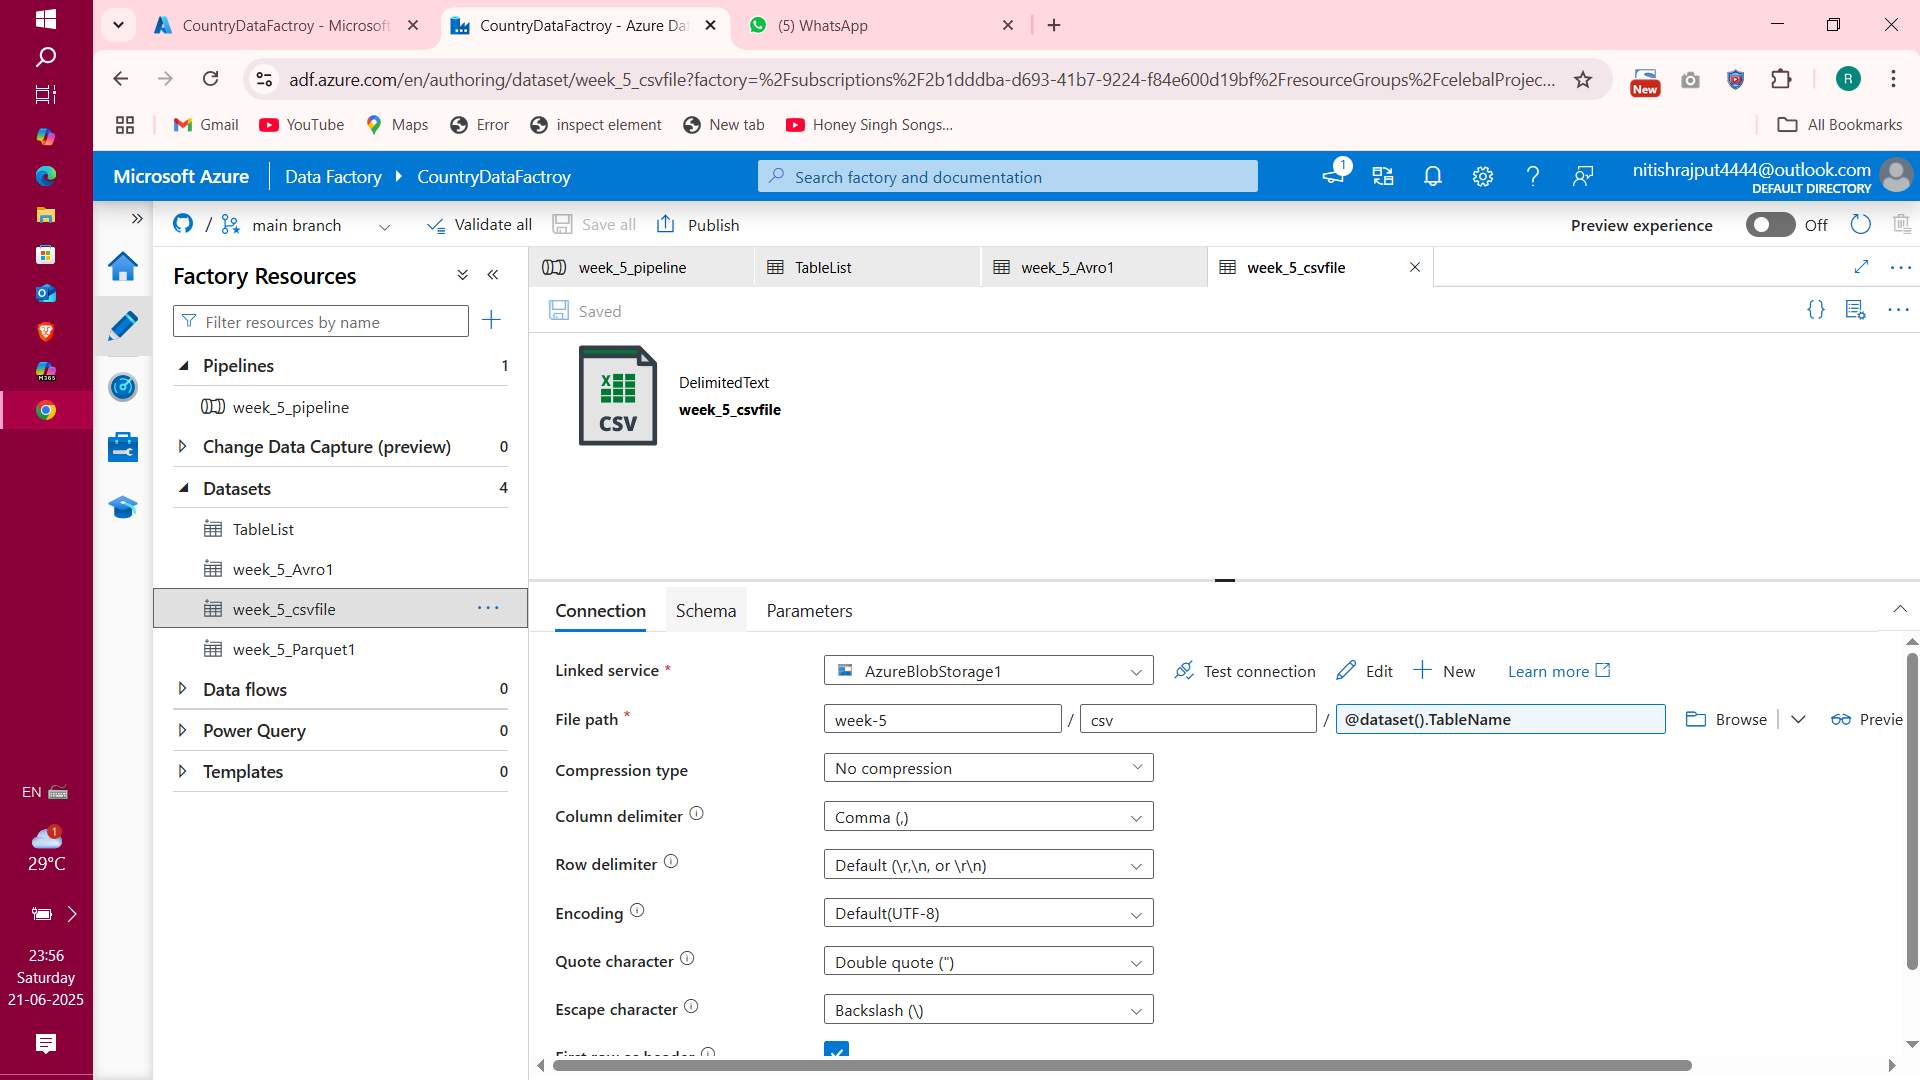 CountryDataFactroy - Microsoft
CountryDataFactroy - Azure Da
(5) WhatsApp
adf.azure.com/en/authoring/dataset/week_5_csvfile?factory=%2Fsubscriptions%2F2b1dddba-d693-41b7-9224-f84e600d19bf%2FresourceGroups%2FcelebalProjec...
New
R
Gmail
YouTube
Maps
Error
inspect element
New tab
Honey Singh Songs...
All Bookmarks
Microsoft Azure
Data Factory
CountryDataFactroy
Search factory and documentation
1
nitishrajput4444@outlook.com
DEFAULT DIRECTORY
/
main branch
Validate all
Save all
Publish
Preview experience
Off
Factory Resources
Filter resources by name
Pipelines 1
week_5_pipeline
Change Data Capture (preview) 0
Datasets 4
TableList
week_5_Avro1
week_5_csvfile
week_5_Parquet1
Data flows 0
Power Query 0
Templates 0
week_5_pipeline
TableList
week_5_Avro1
week_5_csvfile
Saved
{}
X
CSV
DelimitedText
week_5_csvfile
Connection
Schema
Parameters
Linked service *
AzureBlobStorage1
Test connection
Edit
New
Learn more
File path *
week-5 / csv / @dataset().TableName
Browse
Previe
Compression type
No compression
Column delimiter
Comma (,)
Row delimiter
Default (\r,\n, or \r\n)
Encoding
Default(UTF-8)
Quote character
Double quote (")
Escape character
Backslash (\)
First row as header
M365
EN
1
29°C
23:56
Saturday
21-06-2025